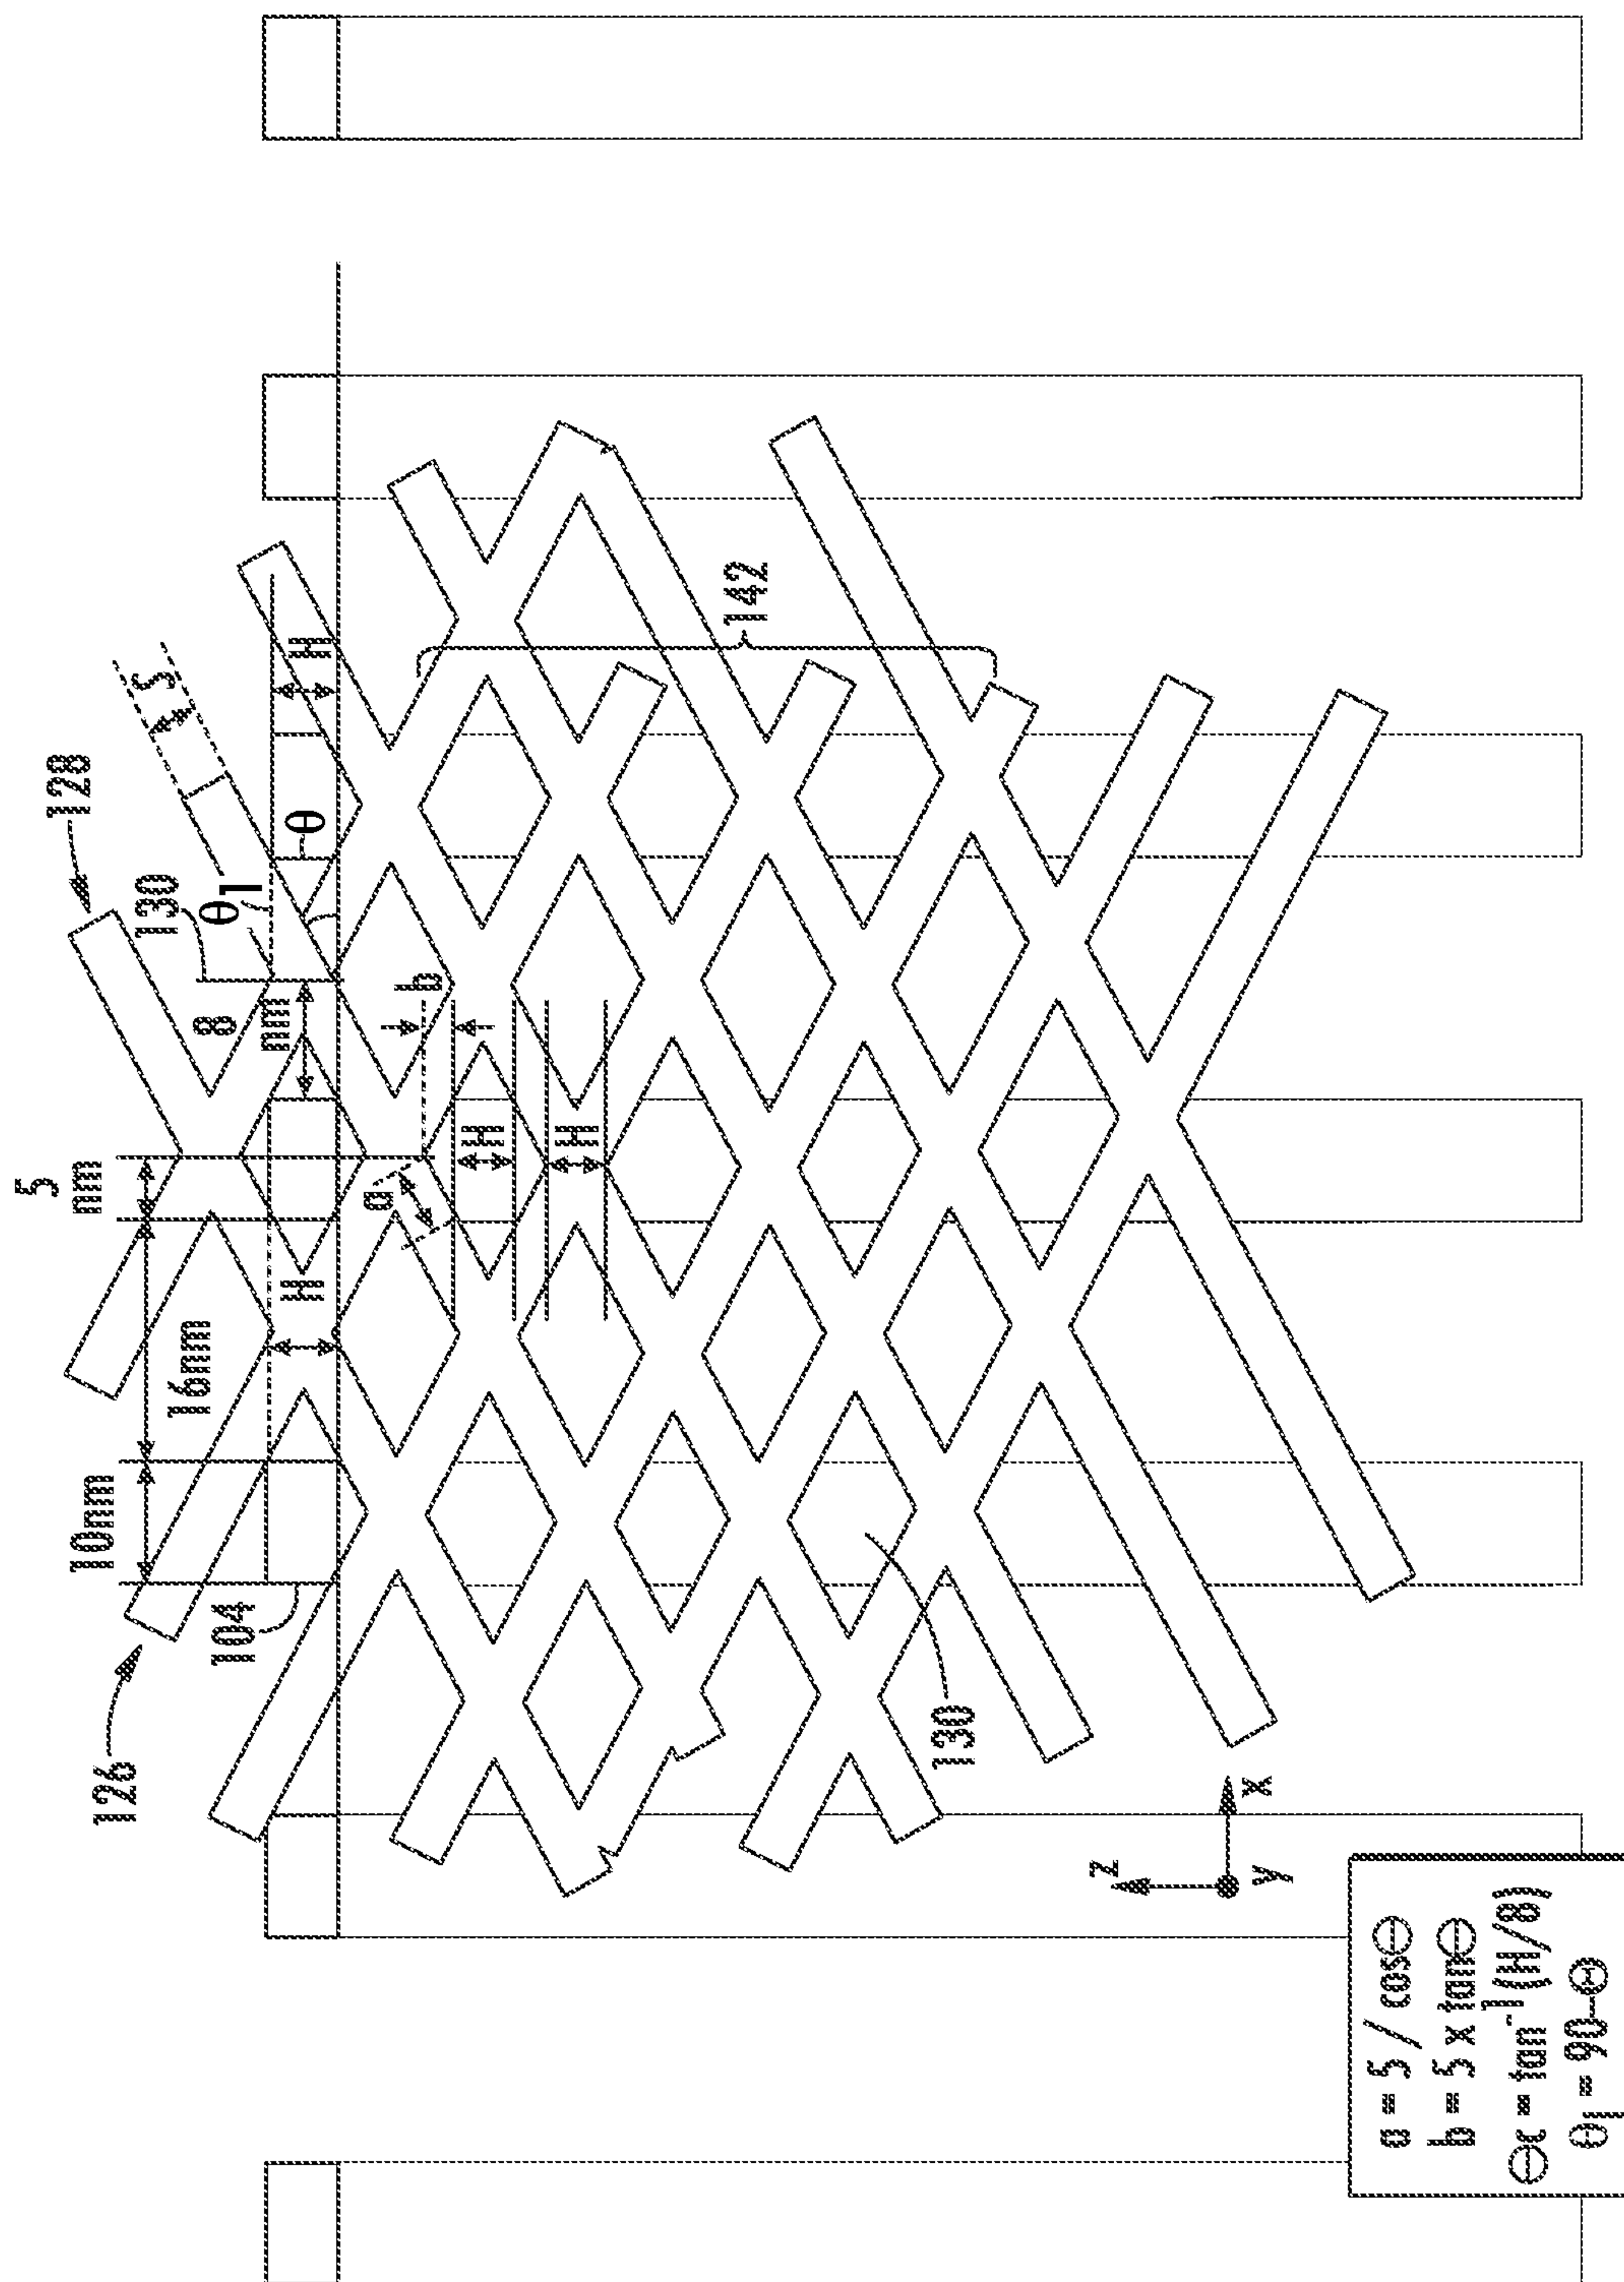 5
nm
128
S
130
θ1
θ
H
8
nm
b
16nm
H
a
H
H
142
10nm
104
126
130
z
x
y
a = 5 / cosΘ
b = 5 x tanΘ
Θc = tan⁻¹(H/8)
Θ1 = 90-Θ